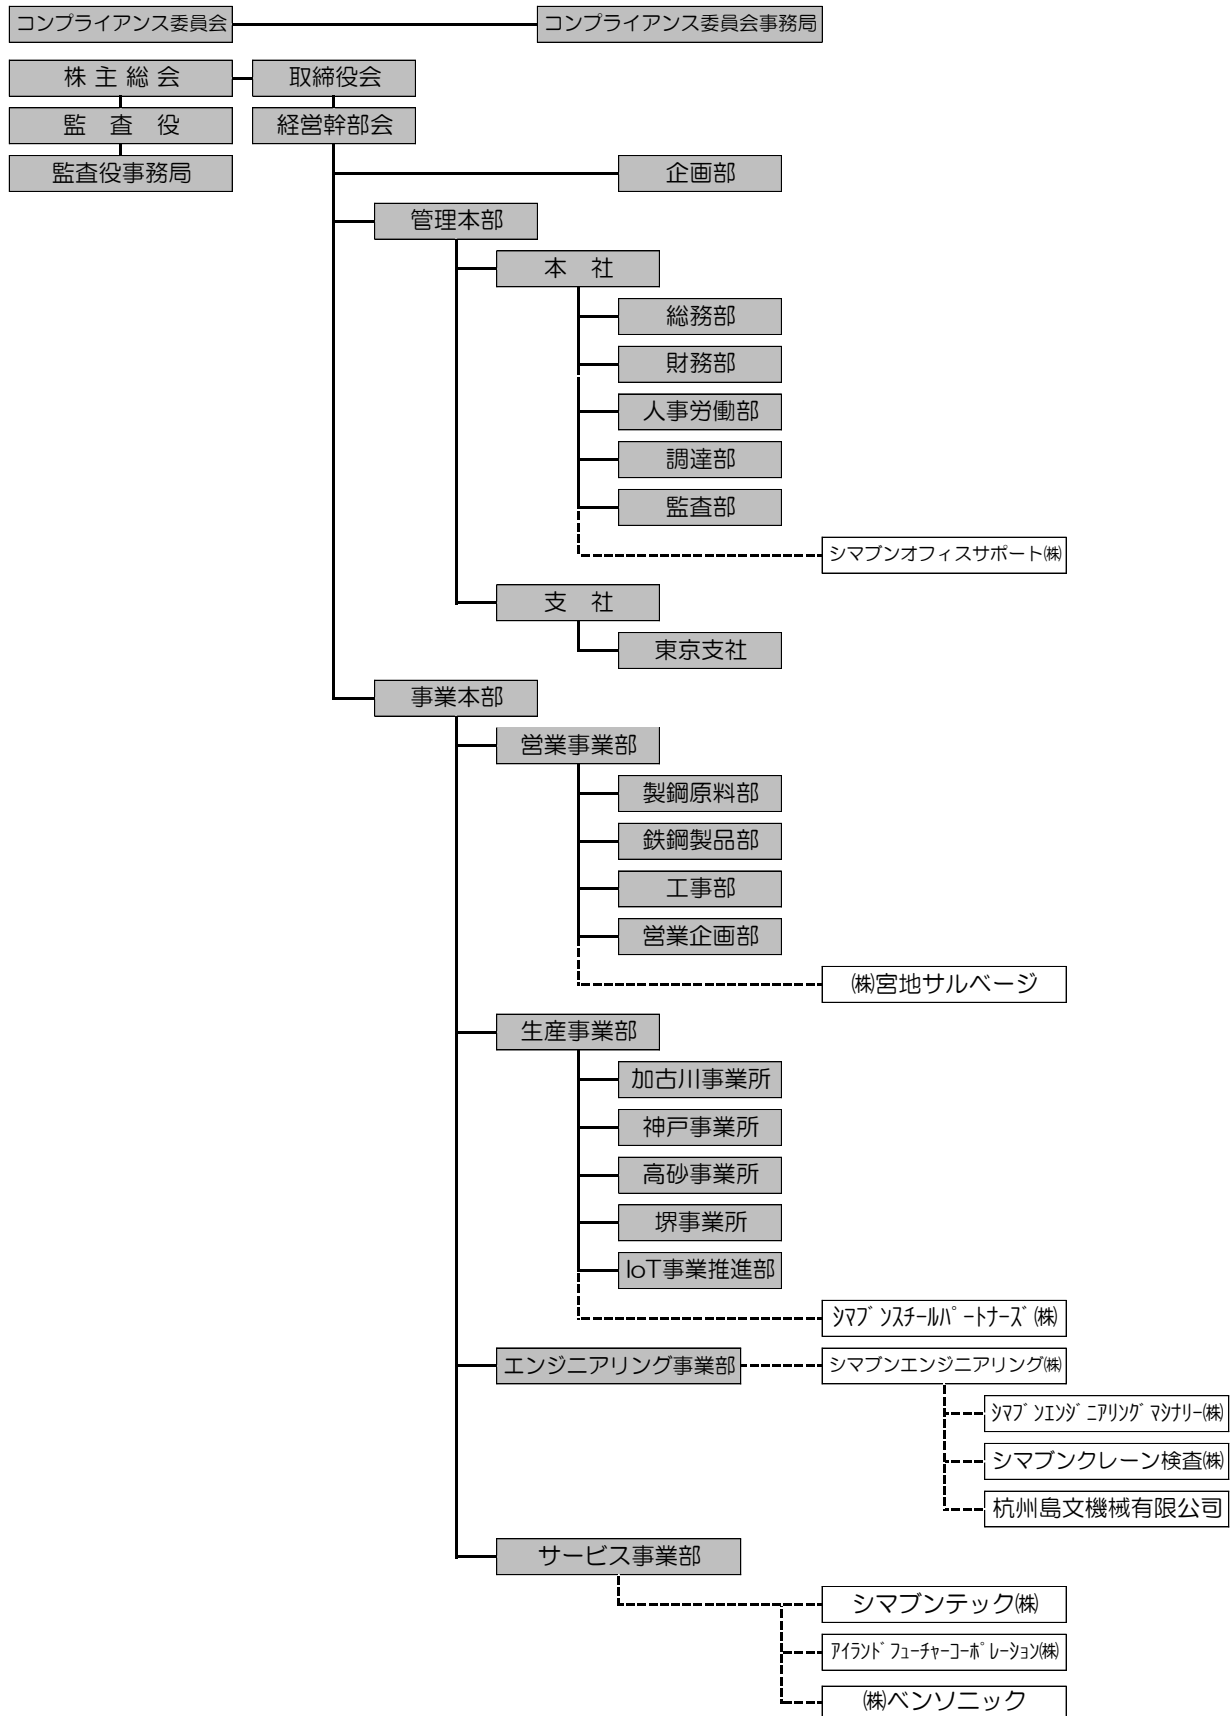 コンプライアンス委員会
コンプライアンス委員会事務局
株主総会
取締役会
監査役
経営幹部会
監査役事務局
企画部
管理本部
本社
総務部
財務部
人事労働部
調達部
監査部
シマブンオフィスサポート㈱
支社
東京支社
事業本部
営業事業部
製鋼原料部
鉄鋼製品部
工事部
営業企画部
㈱宮地サルベージ
生産事業部
加古川事業所
神戸事業所
高砂事業所
堺事業所
IoT事業推進部
ｼﾏﾌﾞﾝｽﾁｰﾙﾊﾟｰﾄﾅｰｽﾞ㈱
エンジニアリング事業部
シマブンエンジニアリング㈱
ｼﾏﾌﾞﾝｴﾝｼﾞﾆｱﾘﾝｸﾞﾏｼﾅﾘｰ㈱
シマブンクレーン検査㈱
杭州島文機械有限公司
サービス事業部
シマブンテック㈱
ｱｲﾗﾝﾄﾞﾌｭｰﾁｬｰｺｰﾎﾟﾚｰｼｮﾝ㈱
㈱ベンソニック